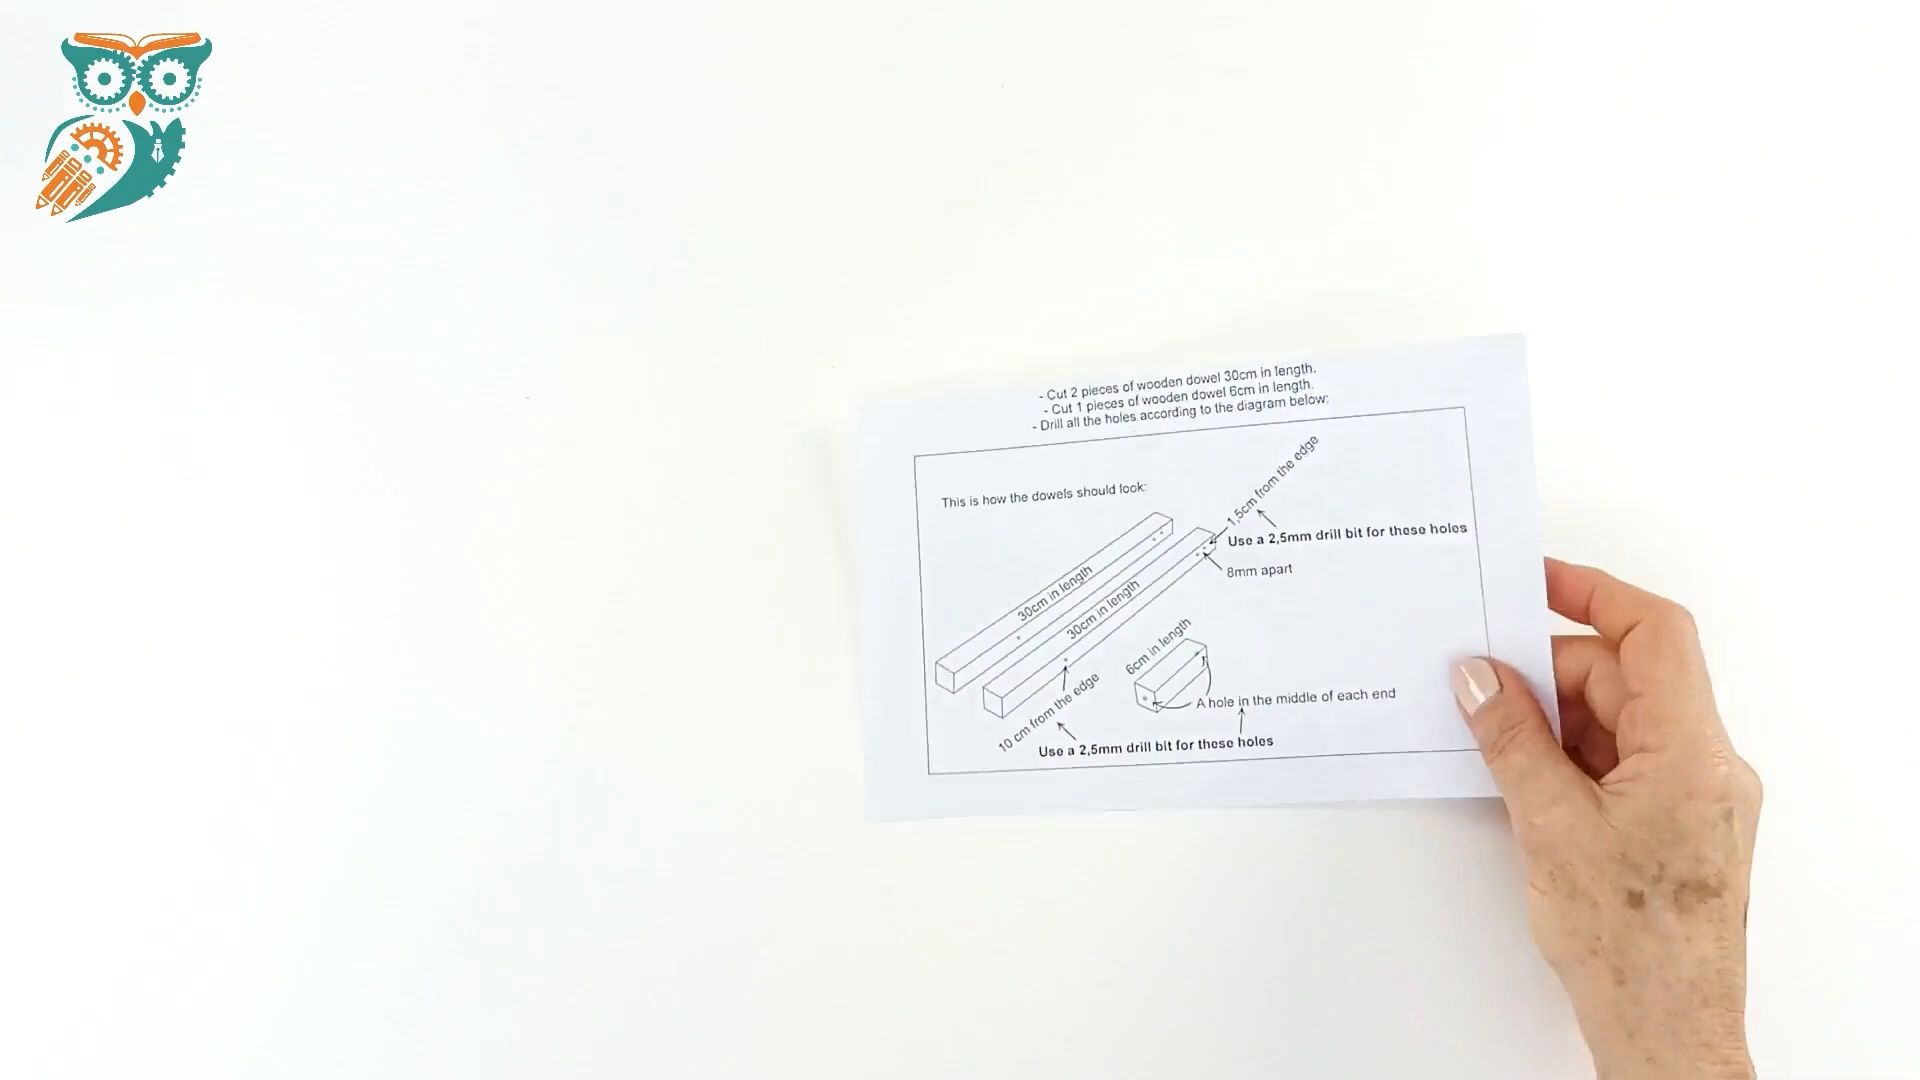 - Cut 2 pieces of wooden dowel 30cm in length.
- Cut 1 pieces of wooden dowel 6cm in length.
- Drill all the holes according to the diagram below:
This is how the dowels should look:
1,5cm from the edge
Use a 2,5mm drill bit for these holes
8mm apart
30cm in length
30cm in length
6cm in length
A hole in the middle of each end
10 cm from the edge
Use a 2,5mm drill bit for these holes